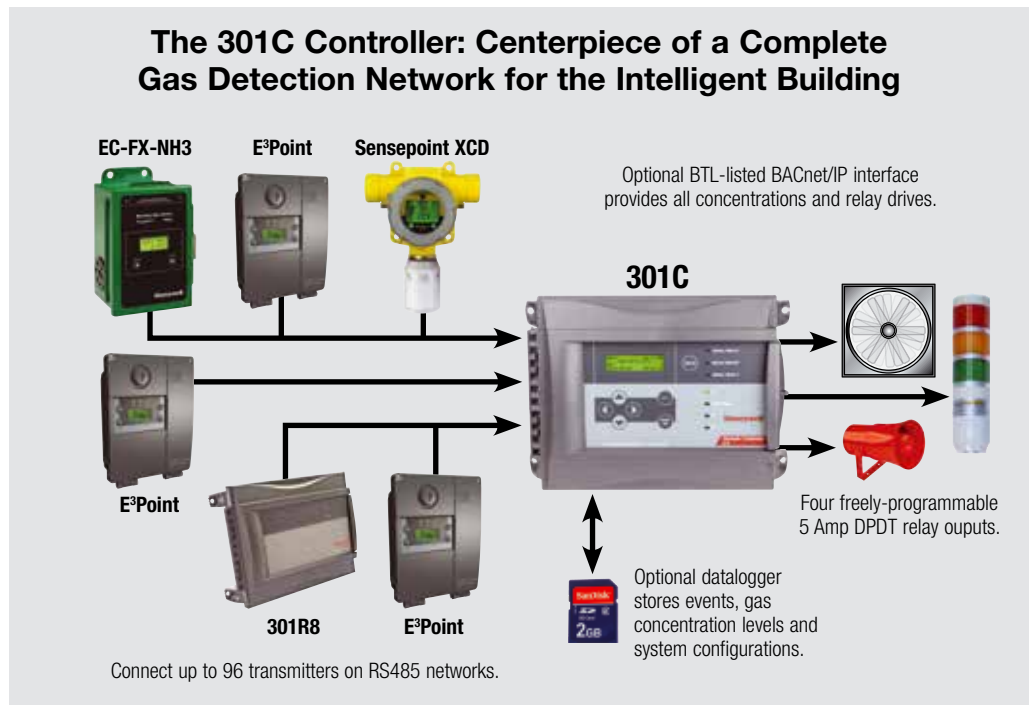 The 301C Controller: Centerpiece of a Complete
Gas Detection Network for the Intelligent Building
EC-FX-NH3
E³Point
Sensepoint XCD
Optional BTL-listed BACnet/IP interface
provides all concentrations and relay drives.
301C
E³Point
Four freely-programmable
5 Amp DPDT relay ouputs.
301R8
E³Point
SanDisk
2GB
Optional datalogger
stores events, gas
concentration levels and
system configurations.
Connect up to 96 transmitters on RS485 networks.